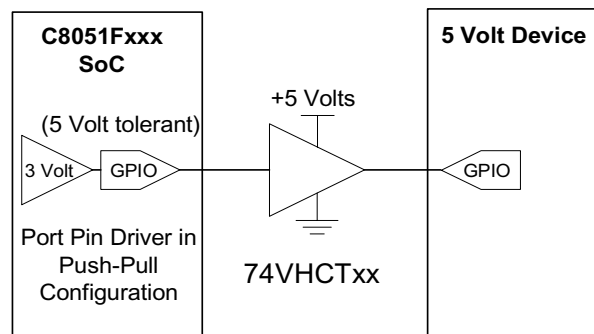 C8051Fxxx
SoC
(5 Volt tolerant)
3 Volt
GPIO
Port Pin Driver in
Push-Pull
Configuration
+5 Volts
74VHCTxx
5 Volt Device
GPIO